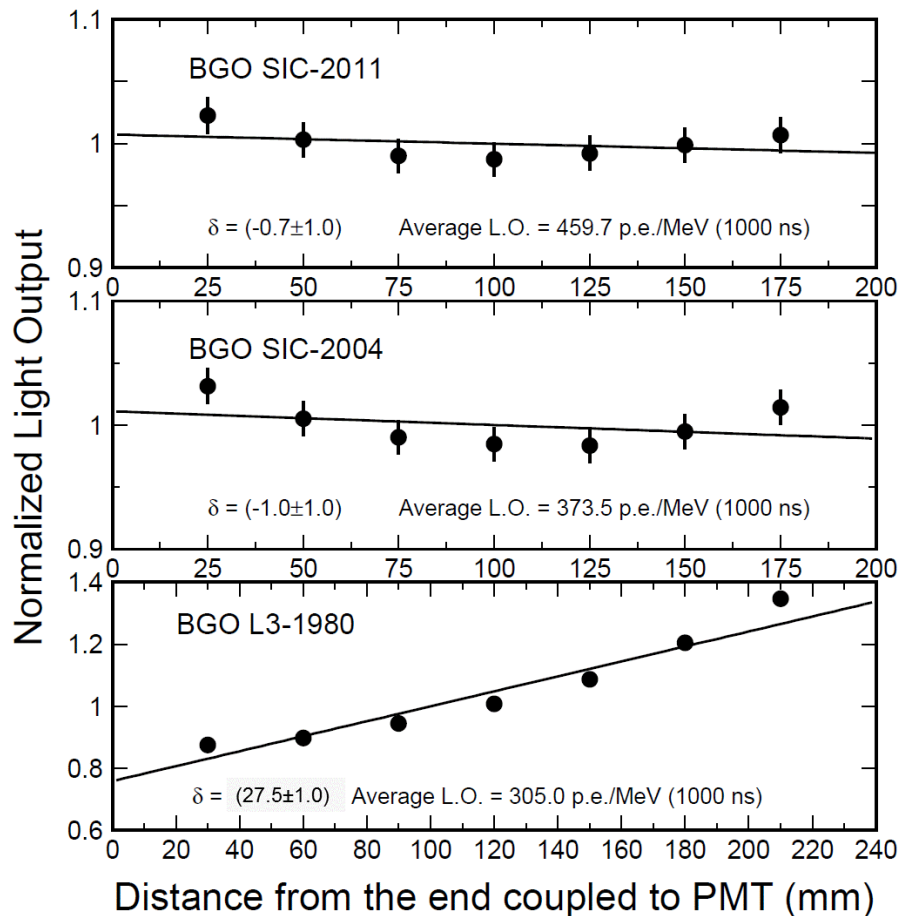 Normalized Light Output
1.1
BGO SIC-2011
1
δ = (-0.7±1.0) Average L.O. = 459.7 p.e./MeV (1000 ns)
0.9
0 25 50 75 100 125 150 175 200
1.1
BGO SIC-2004
1
δ = (-1.0±1.0) Average L.O. = 373.5 p.e./MeV (1000 ns)
0.9
0 25 50 75 100 125 150 175 200
1.4
BGO L3-1980
1.2
1
0.8
δ = (27.5±1.0) Average L.O. = 305.0 p.e./MeV (1000 ns)
0.6
0 20 40 60 80 100 120 140 160 180 200 220 240
Distance from the end coupled to PMT (mm)